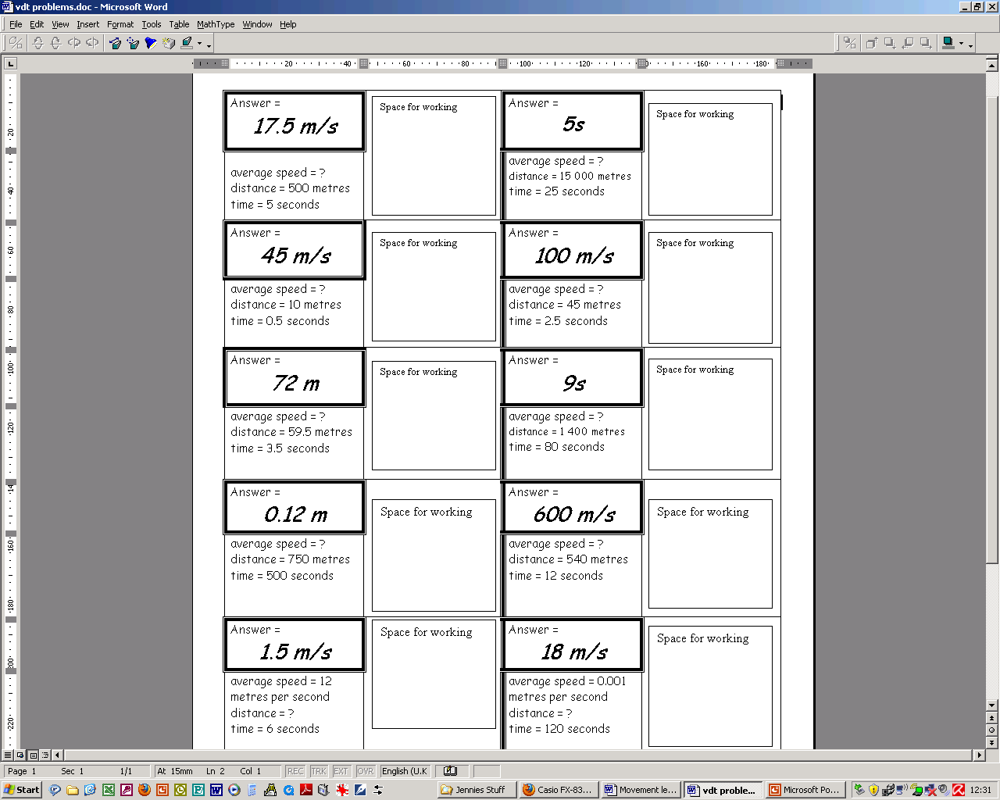 vdt problems.doc - Microsoft Word
File Edit View Insert Format Tools Table MathType Window Help
20 40 60 80 100 120 160 180
Answer =
17.5 m/s
average speed = ?
distance = 500 metres
time = 5 seconds
Space for working
Answer =
5s
average speed = ?
distance = 15 000 metres
time = 25 seconds
Space for working
Answer =
45 m/s
average speed = ?
distance = 10 metres
time = 0.5 seconds
Space for working
Answer =
100 m/s
average speed = ?
distance = 45 metres
time = 2.5 seconds
Space for working
Answer =
72 m
average speed = ?
distance = 59.5 metres
time = 3.5 seconds
Space for working
Answer =
9s
average speed = ?
distance = 1 400 metres
time = 80 seconds
Space for working
Answer =
0.12 m
average speed = ?
distance = 750 metres
time = 500 seconds
Space for working
Answer =
600 m/s
average speed = ?
distance = 540 metres
time = 12 seconds
Space for working
Answer =
1.5 m/s
average speed = 12
metres per second
distance = ?
time = 6 seconds
Space for working
Answer =
18 m/s
average speed = 0.001
metres per second
distance = ?
time = 120 seconds
Space for working
Page 1 Sec 1 1/1 At 15mm Ln 2 Col 1 REC TRK EXT OVR English (U.K
Start Jennies Stuff Casio FX-83... Movement le... vdt proble... Microsoft Po... 12:31